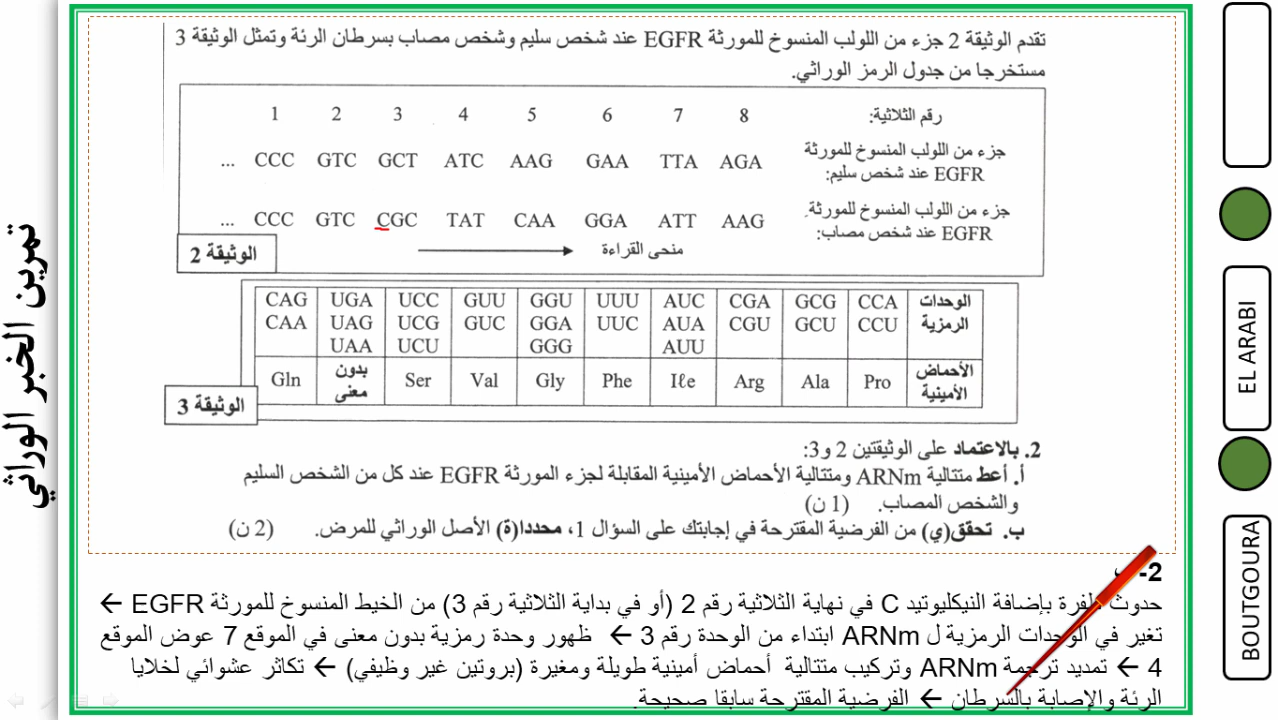 تمرين الخبر الوراثي
تقدم الوثيقة 2 جزء من اللولب المنسوخ للمورثة EGFR عند شخص سليم وشخص مصاب بسرطان الرئة وتمثل الوثيقة 3
مستخرجا من جدول الرمز الوراثي.
رقم الثلاثية: 1 2 3 4 5 6 7 8
جزء من اللولب المنسوخ للمورثة
EGFR عند شخص سليم:
... CCC GTC GCT ATC AAG GAA TTA AGA
جزء من اللولب المنسوخ للمورثة
EGFR عند شخص مصاب:
... CCC GTC CGC TAT CAA GGA ATT AAG
منحى القراءة
الوثيقة 2
CAG UGA UCC GUU GGU UUU AUC CGA GCG CCA الوحدات
CAA UAG UCG GUC GGA UUC AUA CGU GCU CCU الرمزية
UAA UCU GGG AUU
Gln بدون معنى Ser Val Gly Phe Iℓe Arg Ala Pro الأحماض الأمينية
الوثيقة 3
2. بالاعتماد على الوثيقتين 2 و3:
أ. أعط متتالية ARNm ومتتالية الأحماض الأمينية المقابلة لجزء المورثة EGFR عند كل من الشخص السليم
والشخص المصاب. (1 ن)
ب. تحقق(ي) من الفرضية المقترحة في إجابتك على السؤال 1، محددا(ة) الأصل الوراثي للمرض. (2 ن)
2-
حدوث طفرة بإضافة النيكليوتيد C في نهاية الثلاثية رقم 2 (أو في بداية الثلاثية رقم 3) من الخيط المنسوخ للمورثة EGFR ←
تغير في الوحدات الرمزية ل ARNm ابتداء من الوحدة رقم 3 ← ظهور وحدة رمزية بدون معنى في الموقع 7 عوض الموقع
4 ← تمديد ترجمة ARNm وتركيب متتالية أحماض أمينية طويلة ومغيرة (بروتين غير وظيفي) ← تكاثر عشوائي لخلايا
الرئة والإصابة بالسرطان ← الفرضية المقترحة سابقا صحيحة.
EL ARABI
BOUTGOURA